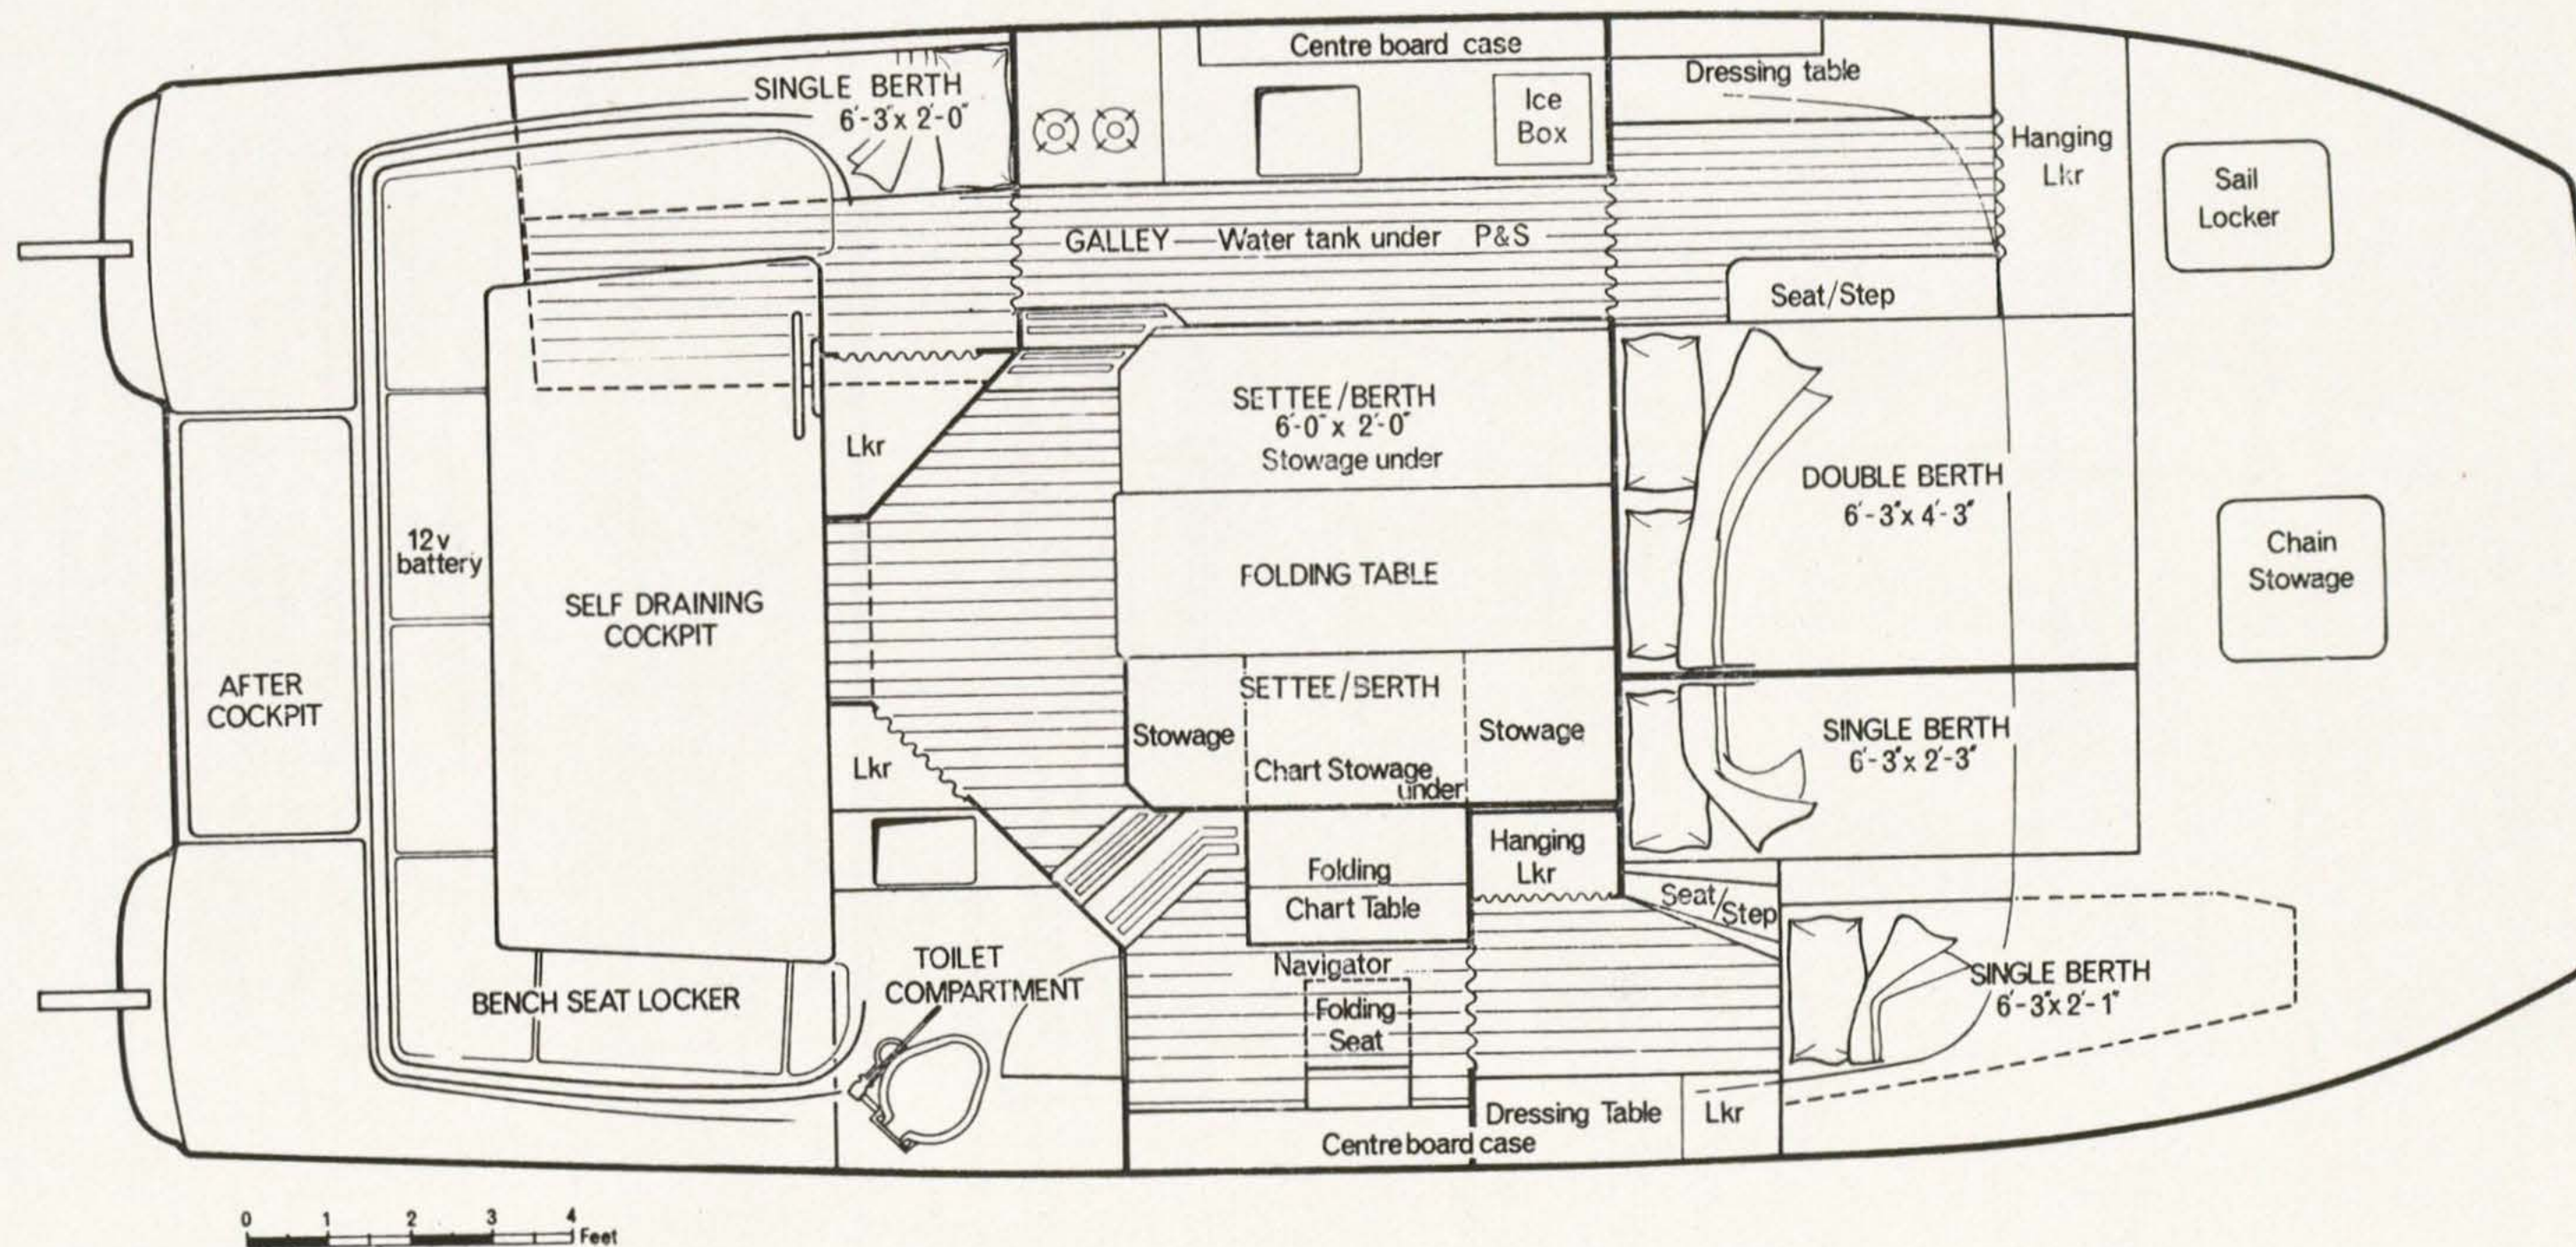 Centre board case
SINGLE BERTH
6'-3" x 2'-0"
Ice
Box
Dressing table
Hanging
Lkr
Sail
Locker
GALLEY — Water tank under P&S
Seat/Step
SETTEE/BERTH
6'-0" x 2'-0"
Stowage under
Lkr
DOUBLE BERTH
6'-3" x 4'-3"
12v
battery
SELF DRAINING
COCKPIT
FOLDING TABLE
Chain
Stowage
AFTER
COCKPIT
SETTEE/BERTH
Stowage
Chart Stowage
under
Stowage
SINGLE BERTH
6'-3" x 2'-3"
Lkr
Folding
Chart Table
Hanging
Lkr
Seat/
Step
TOILET
COMPARTMENT
Navigator
Folding
Seat
SINGLE BERTH
6'-3" x 2'-1"
BENCH SEAT LOCKER
Dressing Table
Lkr
Centre board case
0 1 2 3 4
Feet